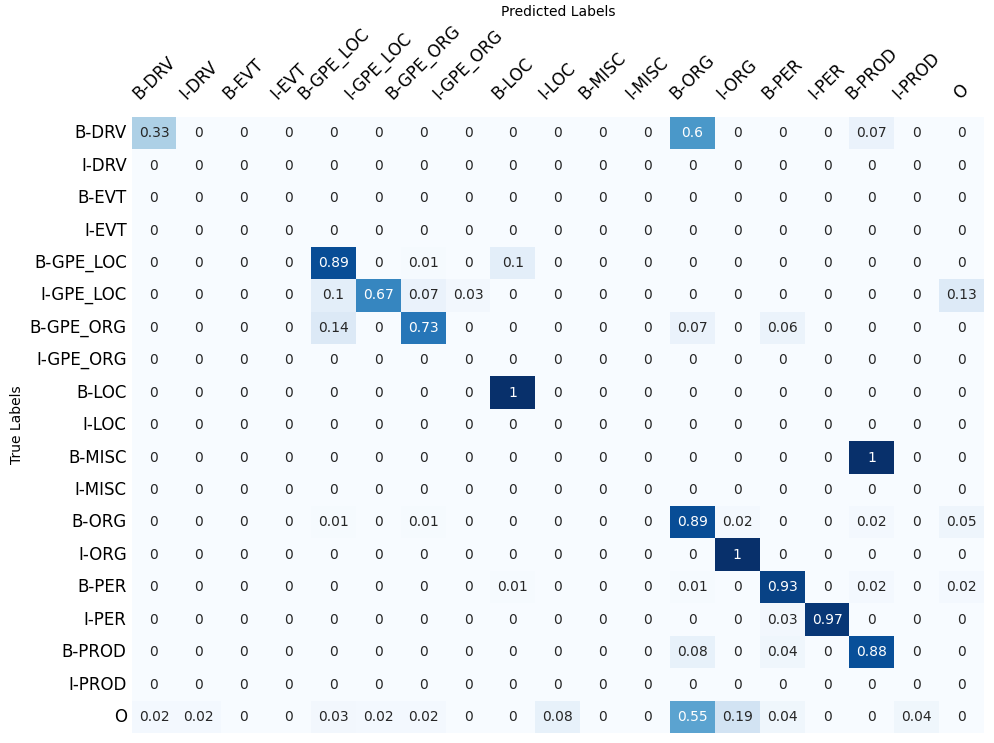 Predicted Labels
B-DRV I-DRV B-EVT I-EVT B-GPE_LOC I-GPE_LOC B-GPE_ORG I-GPE_ORG B-LOC I-LOC B-MISC I-MISC B-ORG I-ORG B-PER I-PER B-PROD I-PROD O
True Labels
B-DRV 0.33 0 0 0 0 0 0 0 0 0 0 0 0.6 0 0 0 0.07 0 0
I-DRV 0 0 0 0 0 0 0 0 0 0 0 0 0 0 0 0 0 0 0
B-EVT 0 0 0 0 0 0 0 0 0 0 0 0 0 0 0 0 0 0 0
I-EVT 0 0 0 0 0 0 0 0 0 0 0 0 0 0 0 0 0 0 0
B-GPE_LOC 0 0 0 0 0.89 0 0.01 0 0.1 0 0 0 0 0 0 0 0 0 0
I-GPE_LOC 0 0 0 0 0.1 0.67 0.07 0.03 0 0 0 0 0 0 0 0 0 0 0.13
B-GPE_ORG 0 0 0 0 0.14 0 0.73 0 0 0 0 0 0.07 0 0.06 0 0 0 0
I-GPE_ORG 0 0 0 0 0 0 0 0 0 0 0 0 0 0 0 0 0 0 0
B-LOC 0 0 0 0 0 0 0 0 1 0 0 0 0 0 0 0 0 0 0
I-LOC 0 0 0 0 0 0 0 0 0 0 0 0 0 0 0 0 0 0 0
B-MISC 0 0 0 0 0 0 0 0 0 0 0 0 0 0 0 0 1 0 0
I-MISC 0 0 0 0 0 0 0 0 0 0 0 0 0 0 0 0 0 0 0
B-ORG 0 0 0 0 0.01 0 0.01 0 0 0 0 0 0.89 0.02 0 0 0.02 0 0.05
I-ORG 0 0 0 0 0 0 0 0 0 0 0 0 0 1 0 0 0 0 0
B-PER 0 0 0 0 0 0 0 0 0.01 0 0 0 0.01 0 0.93 0 0.02 0 0.02
I-PER 0 0 0 0 0 0 0 0 0 0 0 0 0 0 0.03 0.97 0 0 0
B-PROD 0 0 0 0 0 0 0 0 0 0 0 0 0.08 0 0.04 0 0.88 0 0
I-PROD 0 0 0 0 0 0 0 0 0 0 0 0 0 0 0 0 0 0 0
O 0.02 0.02 0 0 0.03 0.02 0.02 0 0 0.08 0 0 0.55 0.19 0.04 0 0 0.04 0